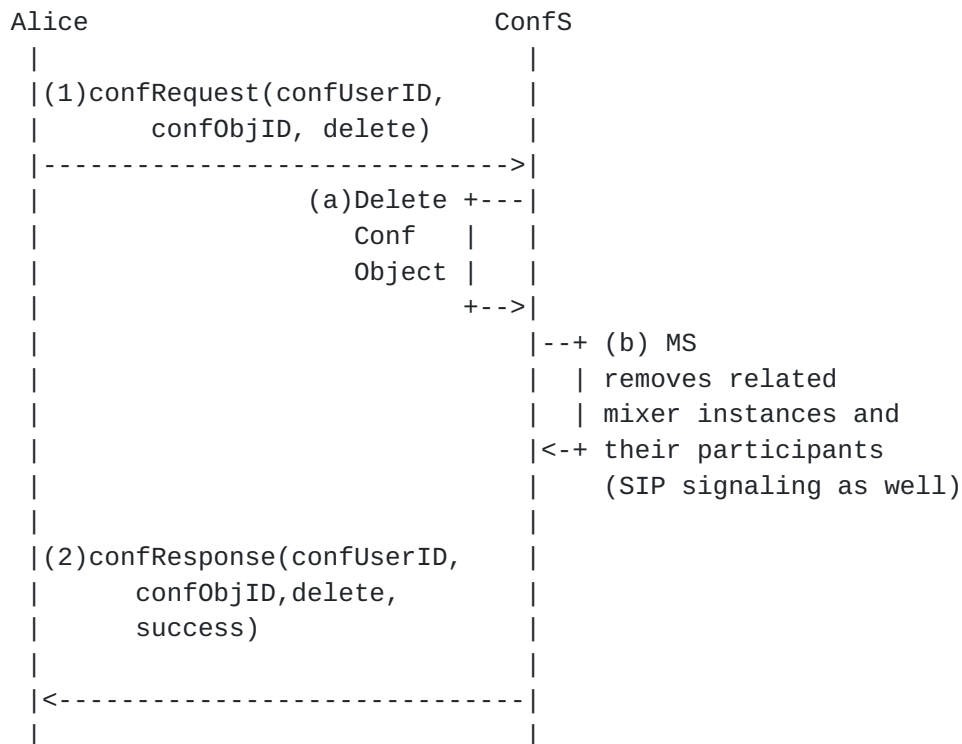 Alice                          ConfS
 |                               |
 |(1)confRequest(confUserID,     |
 |       confObjID, delete)      |
 |------------------------------>|
 |                 (a)Delete +---|
 |                    Conf   |   |
 |                    Object |   |
 |                           +-->|
 |                               |--+ (b) MS
 |                               |  | removes related
 |                               |  | mixer instances and
 |                               |<-+ their participants
 |                               |    (SIP signaling as well)
 |                               |
 |(2)confResponse(confUserID,    |
 |      confObjID,delete,        |
 |      success)                 |
 |                               |
 |<------------------------------|
 |                               |